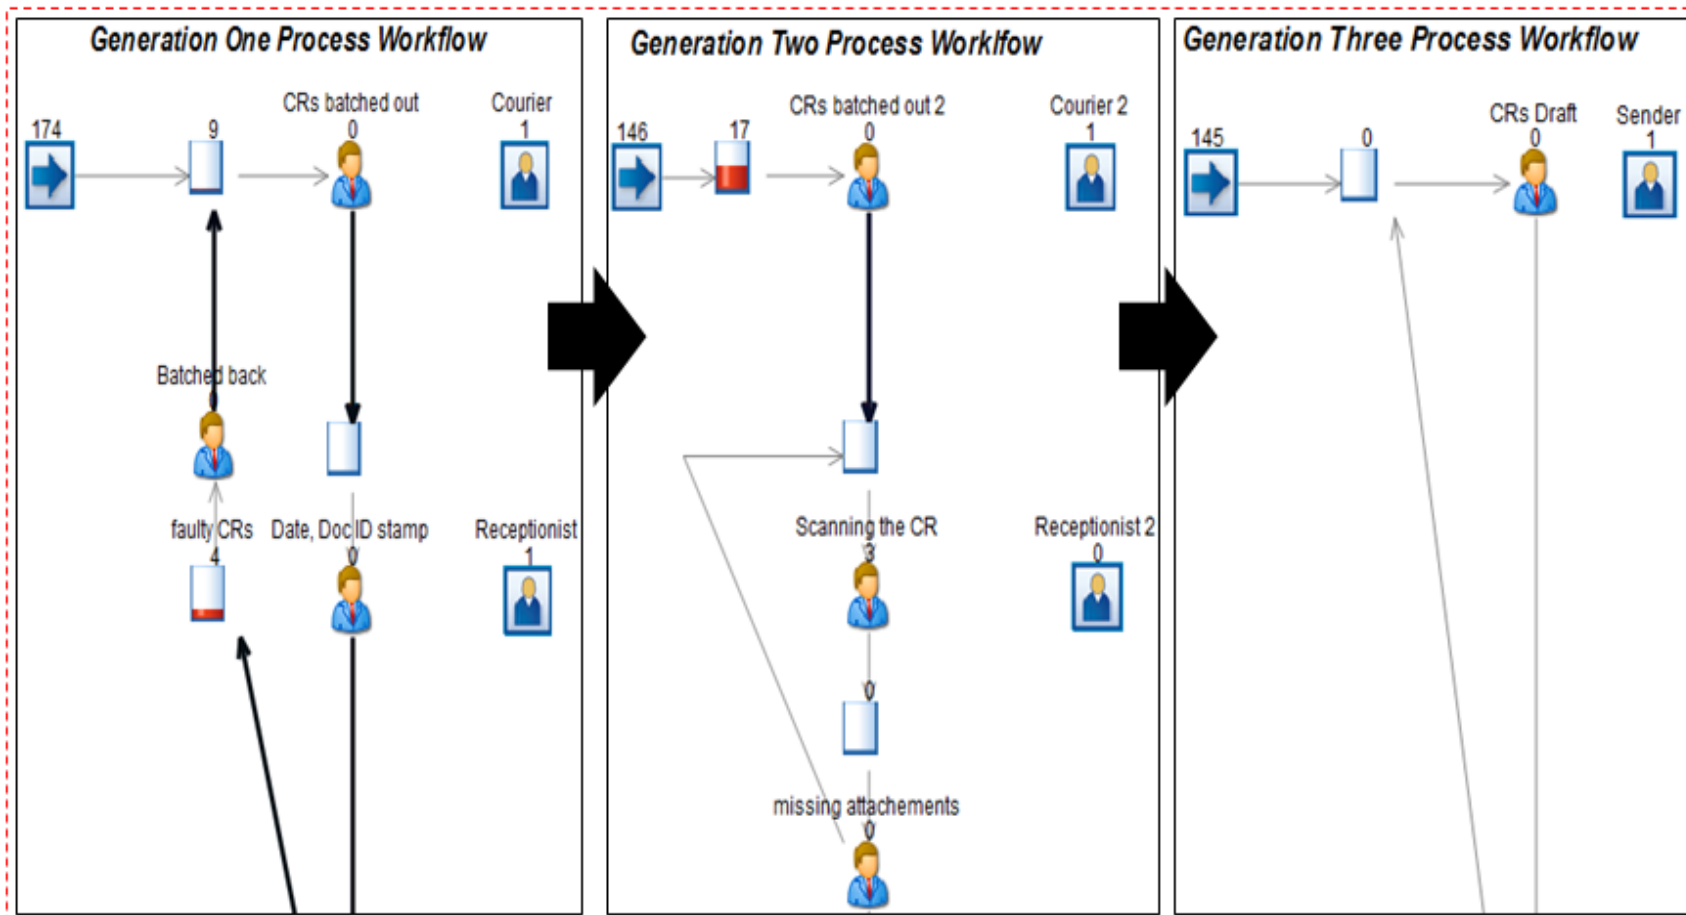 Generation One Process Workflow
CRs batched out
Courier
174
9
0
1
Batched back
faulty CRs
Date, Doc ID stamp
Receptionist
4
0
1
Generation Two Process Worklfow
CRs batched out 2
Courier 2
146
17
0
1
Scanning the CR
Receptionist 2
3
0
0
missing attachements
0
Generation Three Process Workflow
CRs Draft
Sender
145
0
0
1